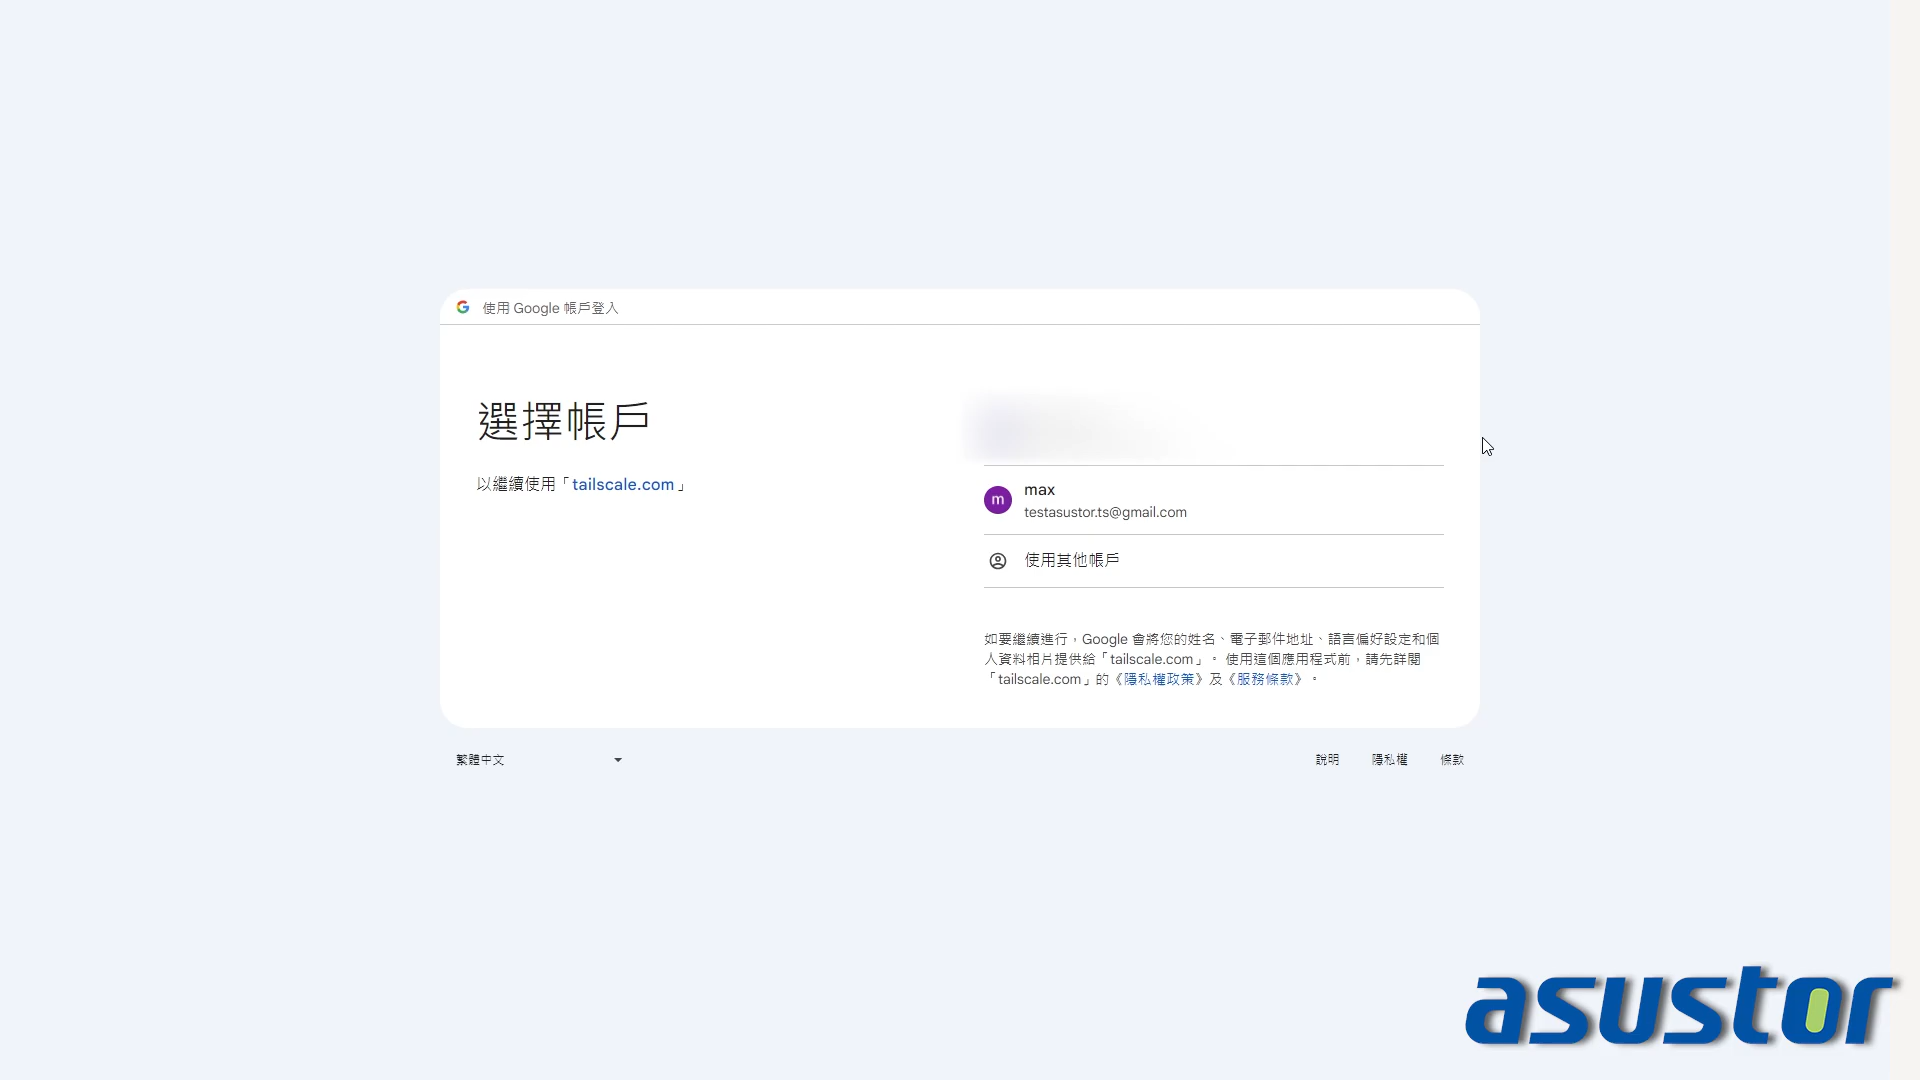 使用 Google 帳戶登入
選擇帳戶
以繼續使用「tailscale.com」
max
m
testasustor.ts@gmail.com
使用其他帳戶
如要繼續進行，Google 會將您的姓名、電子郵件地址、語言偏好設定和個
人資料相片提供給「tailscale.com」。 使用這個應用程式前，請先詳閱
「tailscale.com」的《隱私權政策》及《服務條款》。
繁體中文
說明
隱私權
條款
asustor